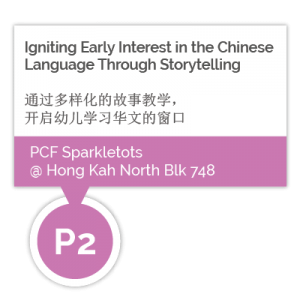 Igniting Early Interest in the Chinese
Language Through Storytelling
通过多样化的故事教学，
开启幼儿学习华文的窗口
PCF Sparkletots
@ Hong Kah North Blk 748
P2